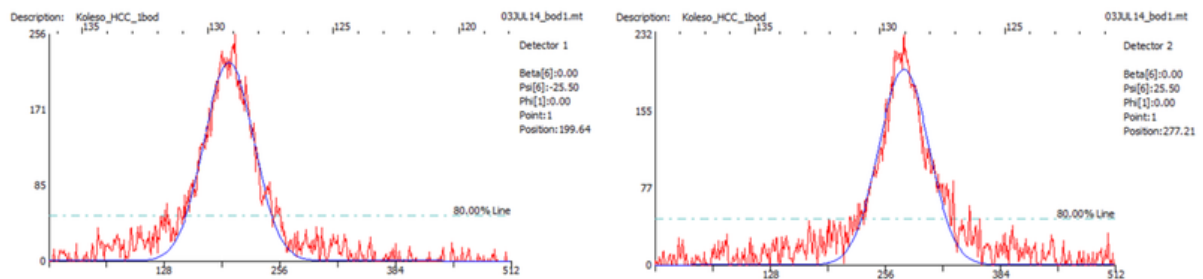 Description: Koleso_HCC_1bod 03JUL14_bod1.mt
135 130 125 120
256
171
85
0
Detector 1
Beta[6]:0.00
Psi[6]:-25.50
Phi[1]:0.00
Point:1
Position:199.64
80.00% Line
128 256 384 512
Description: Koleso_HCC_1bod 03JUL14_bod1.mt
135 130 125
232
155
77
0
Detector 2
Beta[6]:0.00
Psi[6]:25.50
Phi[1]:0.00
Point:1
Position:277.21
80.00% Line
128 256 384 512